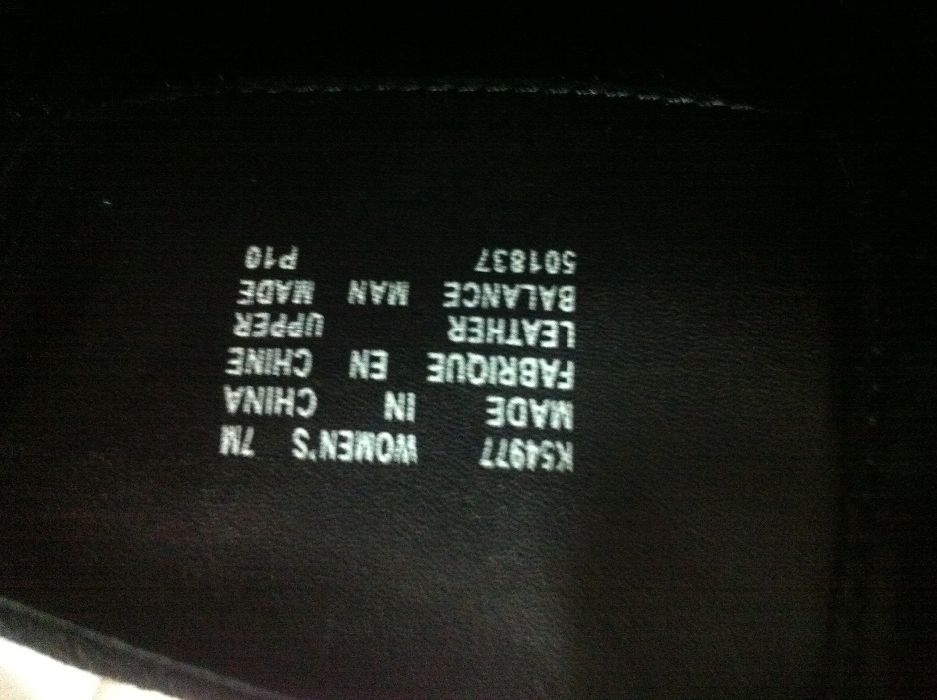 K54977 WOMEN'S 7M
MADE IN CHINA
FABRIQUE EN CHINE
LEATHER UPPER
BALANCE MAN MADE
501837 P10